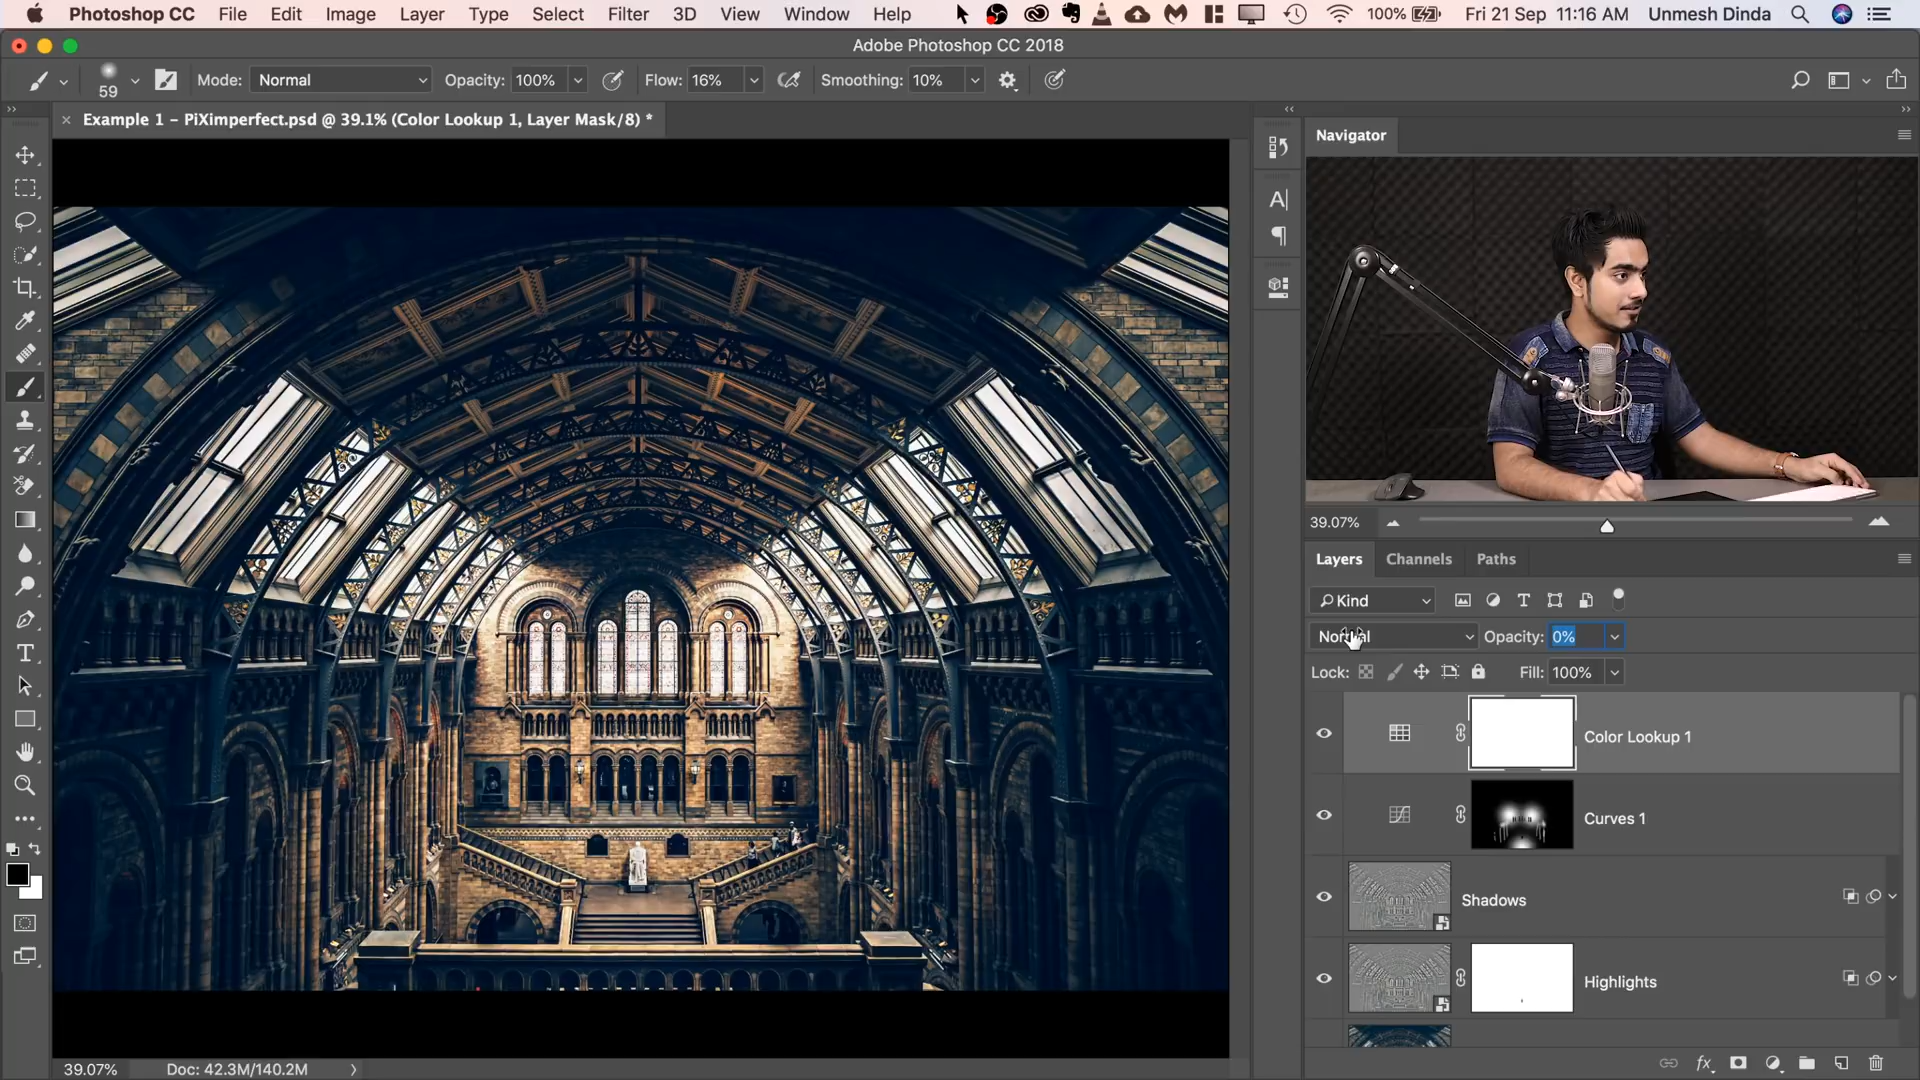 Photoshop CC File Edit Image Layer Type Select Filter 3D View Window Help 100% Fri 21 Sep 11:16 AM Unmesh Dinda
Adobe Photoshop CC 2018
59 Mode: Normal Opacity: 100% Flow: 16% Smoothing: 10%
Example 1 - PiXimperfect.psd @ 39.1% (Color Lookup 1, Layer Mask/8) *
Navigator
39.07%
Layers Channels Paths
Kind
Normal Opacity: 0%
Lock: Fill: 100%
Color Lookup 1
Curves 1
Shadows
Highlights
39.07% Doc: 42.3M/140.2M